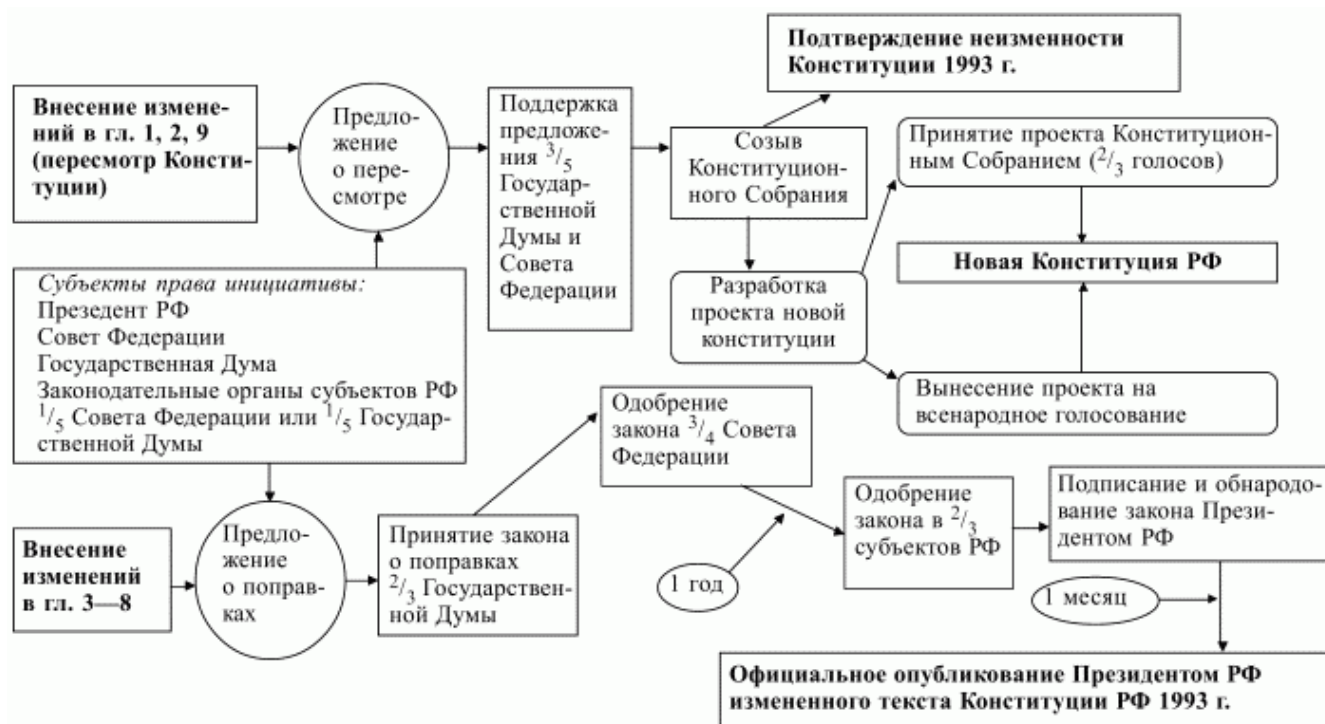 Подтверждение неизменности
Конституции 1993 г.
Внесение измене-
ний в гл. 1, 2, 9
(пересмотр Консти-
туции)
Предло-
жение
о пере-
смотре
Поддержка
предложе-
ния 3/5
Государ-
ственной
Думы и
Совета
Федерации
Созыв
Конституцион-
ного Собрания
Принятие проекта Конституцион-
ным Собранием (2/3 голосов)
Новая Конституция РФ
Разработка
проекта новой
конституции
Вынесение проекта на
всенародное голосование
Субъекты права инициативы:
Презедент РФ
Совет Федерации
Государственная Дума
Законодательные органы субъектов РФ
1/5 Совета Федерации или 1/5 Государ-
ственной Думы
Внесение
изменений
в гл. 3—8
Предло-
жение
о поправ-
ках
Принятие закона
о поправках
2/3 Государствен-
ной Думы
Одобрение
закона 3/4 Совета
Федерации
1 год
Одобрение
закона в 2/3
субъектов РФ
Подписание и обнародо-
вание закона Прези-
дентом РФ
1 месяц
Официальное опубликование Президентом РФ
измененного текста Конституции РФ 1993 г.